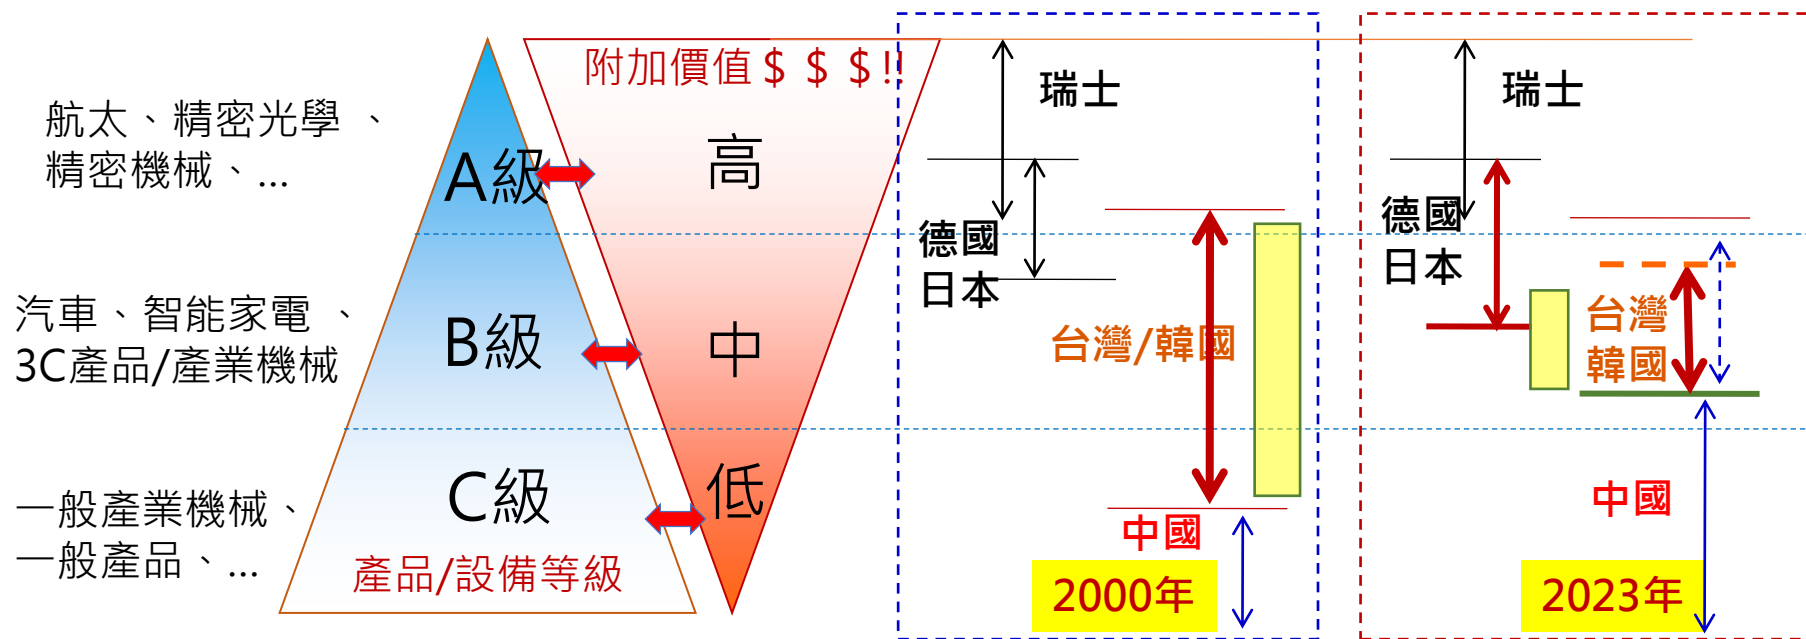 航太、精密光學 、
精密機械、...
汽車、智能家電 、
3C產品/產業機械
一般產業機械、
一般產品、...
A級
B級
C級
產品/設備等級
附加價值＄＄＄!!
高
中
低
瑞士
德國
日本
台灣/韓國
中國
2000年
瑞士
德國
日本
台灣
韓國
中國
2023年